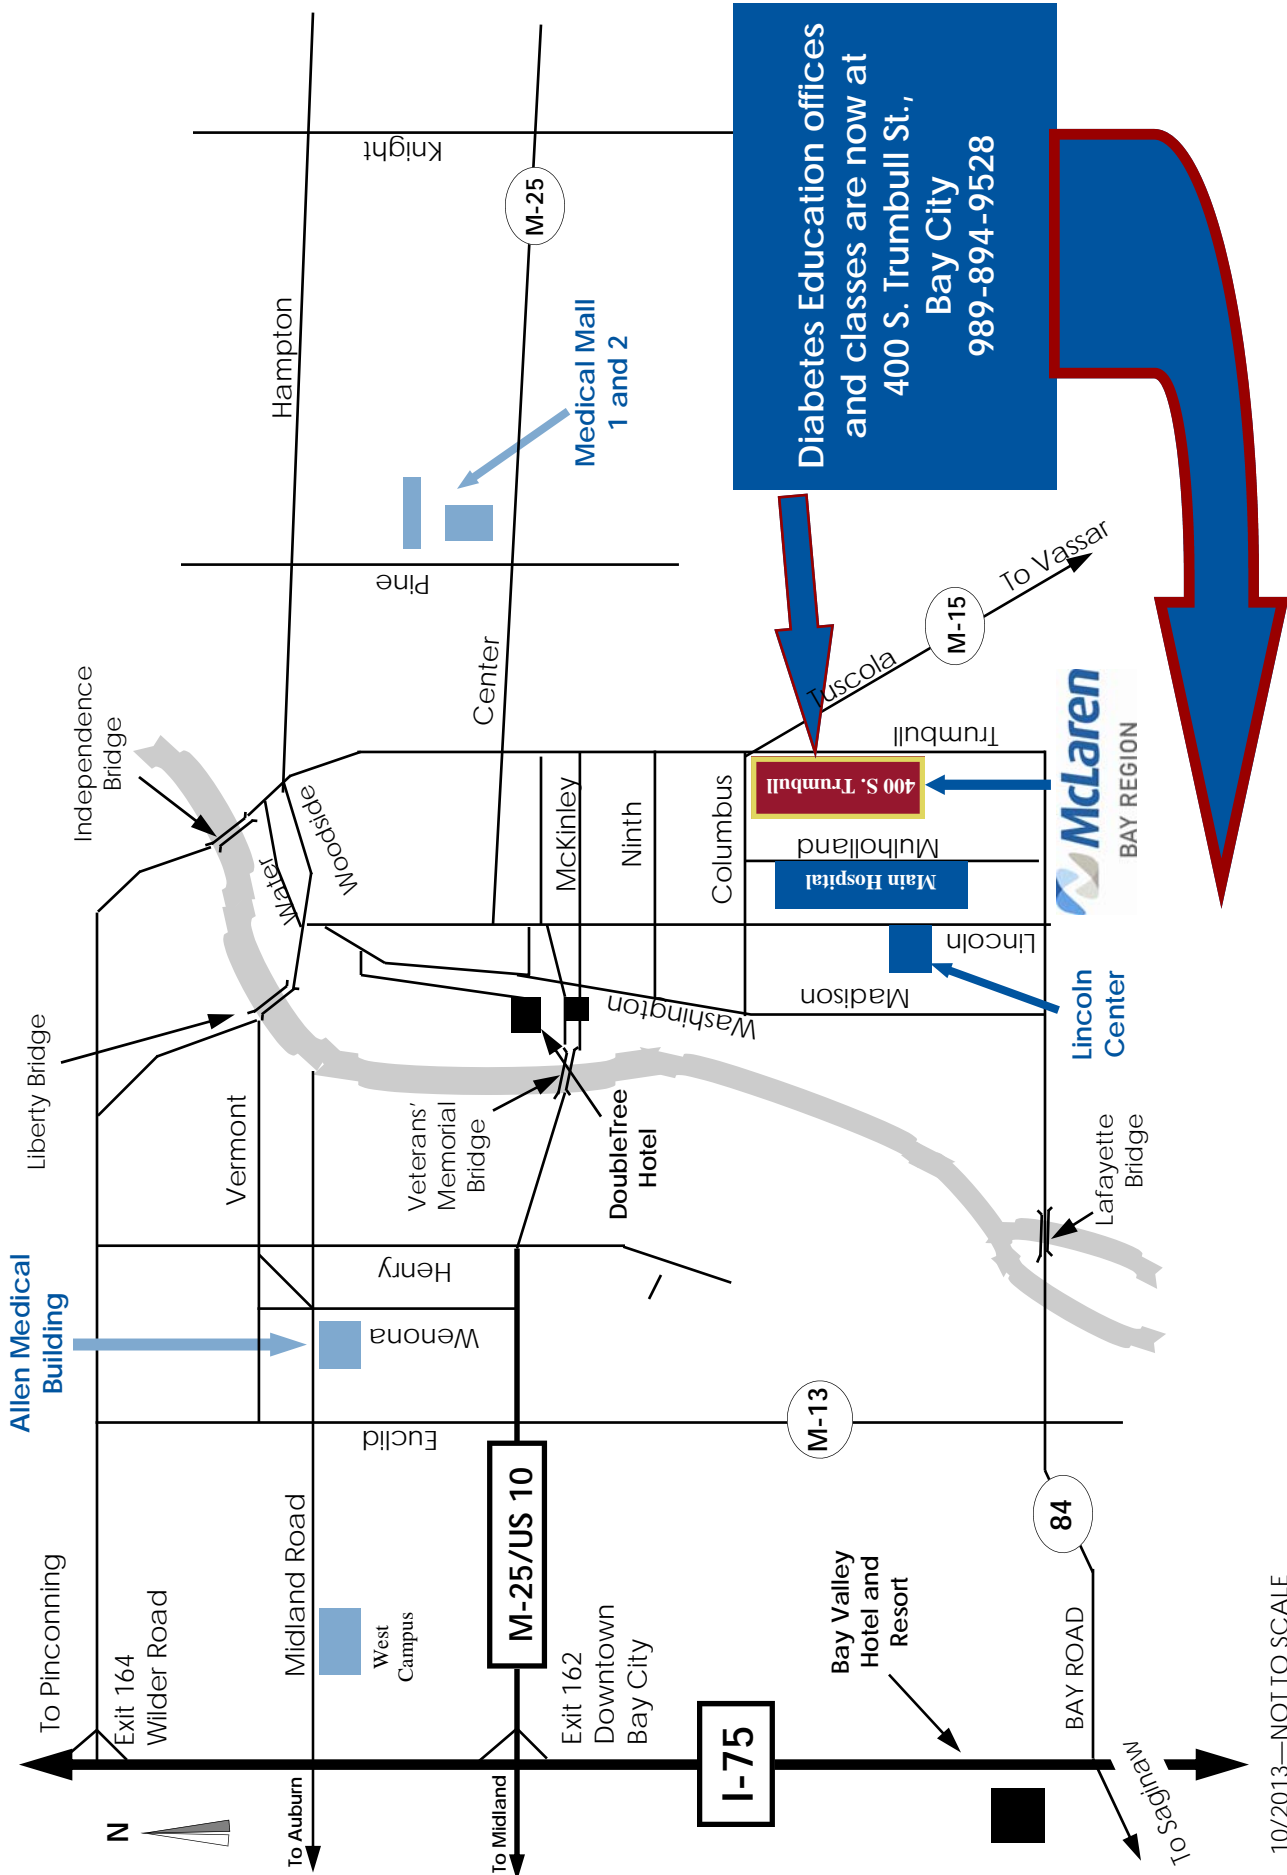 To Pinconning
Exit 164
Wilder Road
N
To Auburn
Midland Road
West
Campus
To Midland
M-25/US 10
Exit 162
Downtown
Bay City
I-75
Bay Valley
Hotel and
Resort
BAY ROAD
84
To Saginaw
10/2013—NOT TO SCALE
Allen Medical
Building
Euclid
M-13
Wenona
Henry
Vermont
Liberty Bridge
Independence
Bridge
Veterans’
Memorial
Bridge
DoubleTree
Hotel
Lafayette
Bridge
Water
Woodside
Washington
McKinley
Ninth
Columbus
Madison
Lincoln
Lincoln
Center
Mulholland
Main Hospital
400 S. Trumbull
Trumbull
McLaren
BAY REGION
Tuscola
M-15
To Vassar
Center
Pine
Hampton
Medical Mall
1 and 2
Knight
M-25
Diabetes Education offices
and classes are now at
400 S. Trumbull St.,
Bay City
989-894-9528